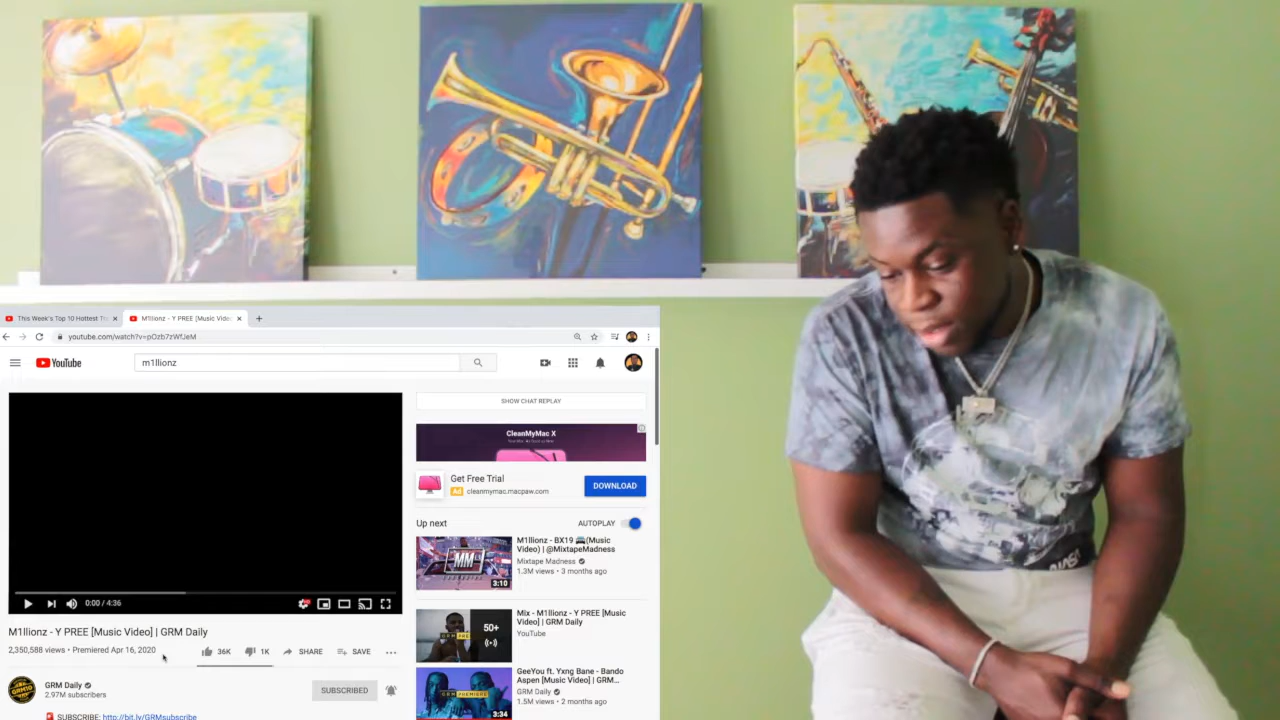 This Week's Top 10 Hottest Tr
M1llionz - Y PREE [Music Video
youtube.com/watch?v=pOzb7zWfJeM
YouTube
m1llionz
SHOW CHAT REPLAY
CleanMyMac X
Get Free Trial
Ad cleanmymac.macpaw.com
DOWNLOAD
Up next
AUTOPLAY
M1llionz - BX19 🚘(Music
Video) | @MixtapeMadness
Mixtape Madness
1.3M views • 3 months ago
MM
3:10
Mix - M1llionz - Y PREE [Music
Video] | GRM Daily
YouTube
50+
GeeYou ft. Yxng Bane - Bando
Aspen [Music Video] | GRM...
GRM Daily
1.5M views • 2 months ago
GRM PREMIERE
3:34
0:00 / 4:36
M1llionz - Y PREE [Music Video] | GRM Daily
2,350,588 views • Premiered Apr 16, 2020
36K
1K
SHARE
SAVE
GRM Daily
2.97M subscribers
SUBSCRIBED
🚨 SUBSCRIBE: http://bit.ly/GRMsubscribe